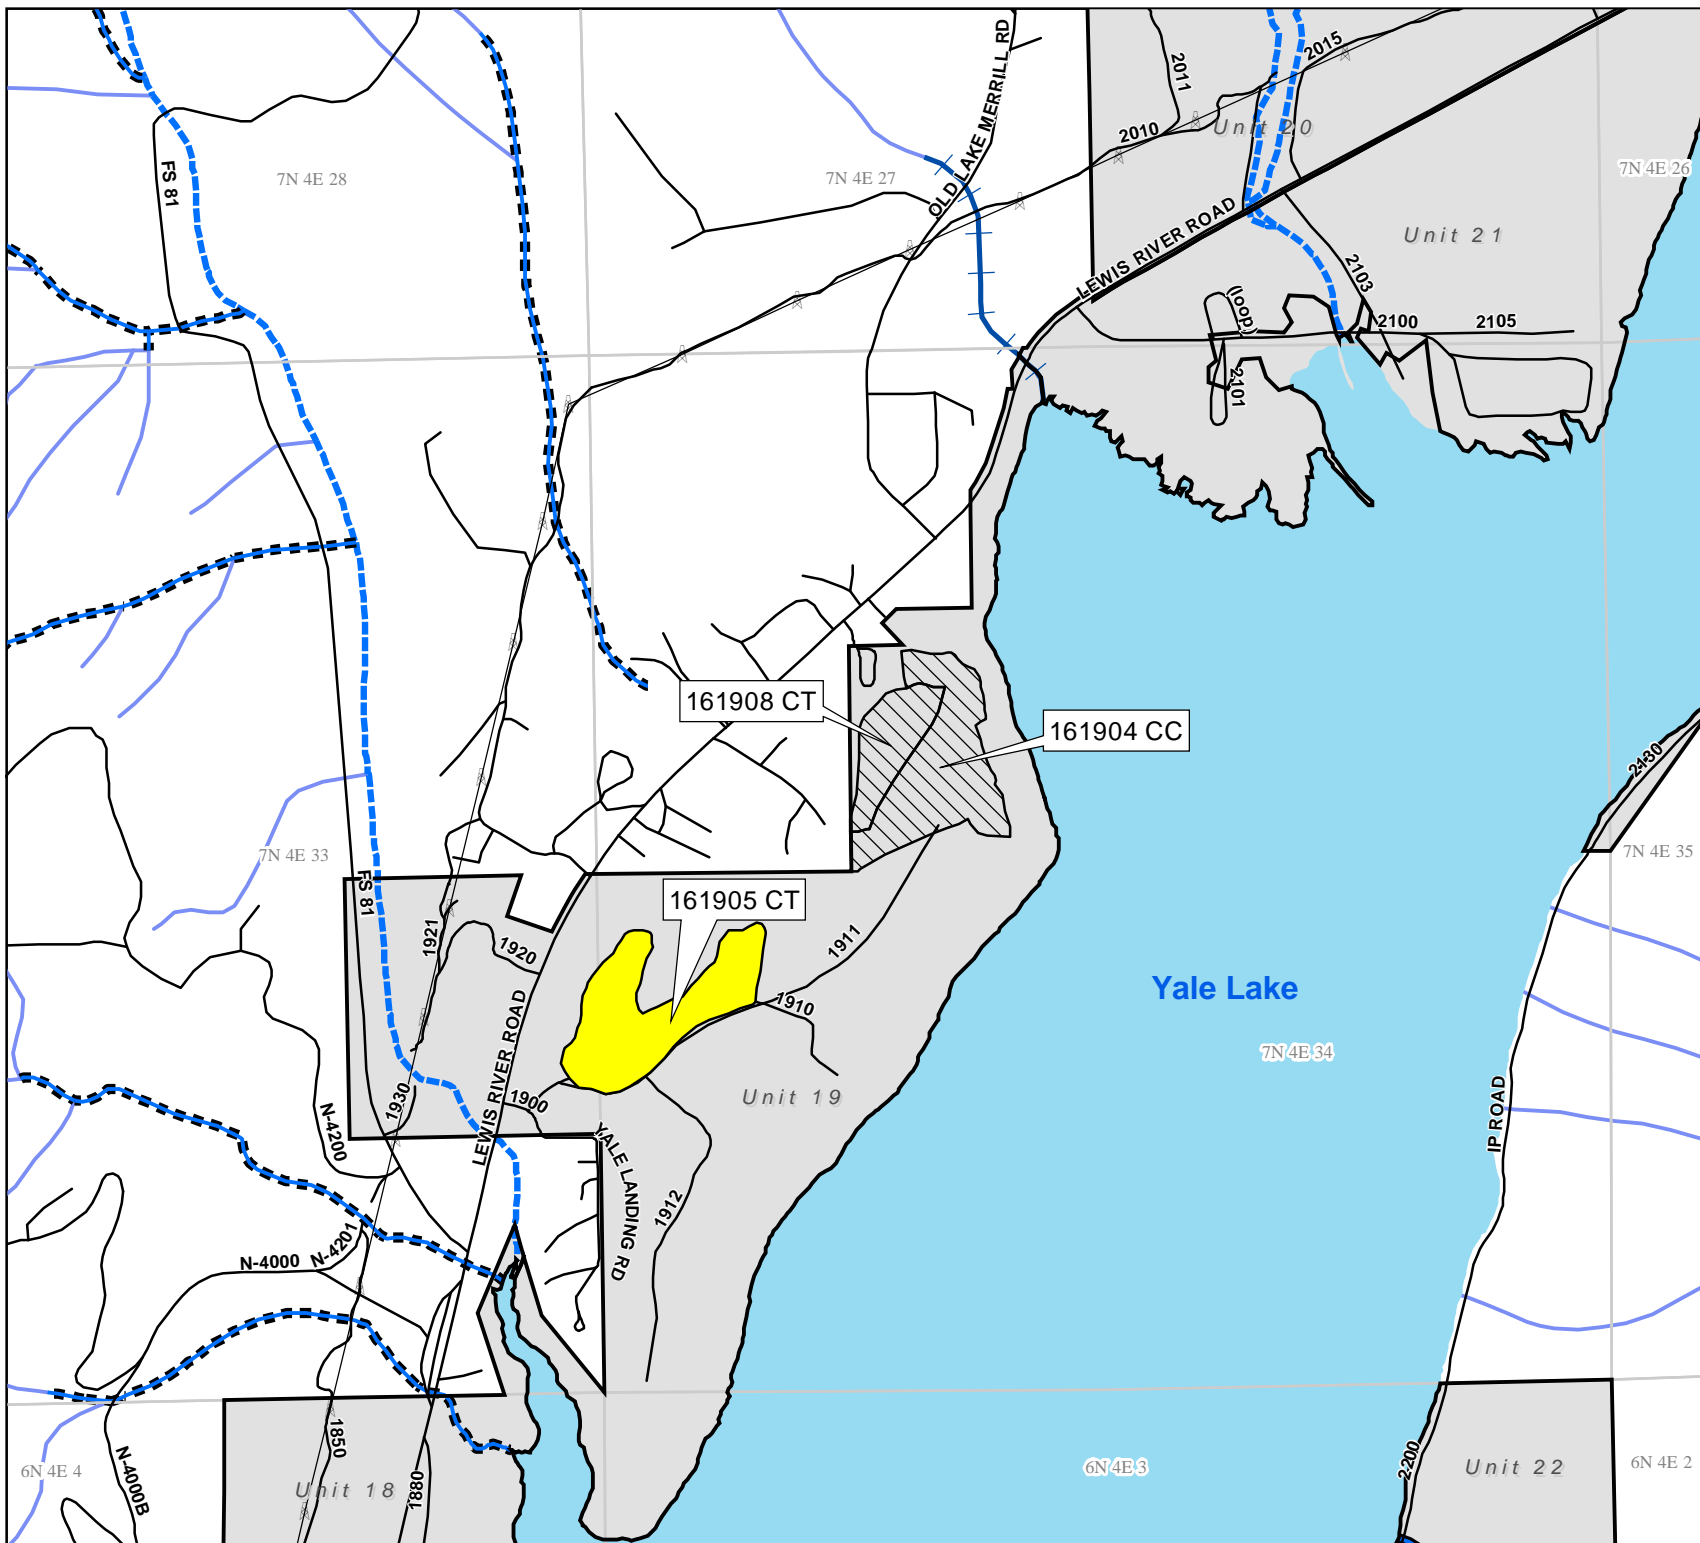 2015
2011
OLD LAKE MERRILL RD
2010
Unit 20
7N 4E 28
7N 4E 27
7N 4E 26
FS 81
LEWIS RIVER ROAD
Unit 21
2103
(loop)
2100
2105
2101
161908 CT
161904 CC
2130
7N 4E 33
7N 4E 35
FS 81
161905 CT
1921
1920
1911
Yale Lake
1910
LEWIS RIVER ROAD
7N 4E 34
1930
1900
Unit 19
IP ROAD
N-4200
YALE LANDING RD
1912
N-4000
N-4201
1850
6N 4E 4
N-4000B
Unit 18
1880
6N 4E 3
2200
Unit 22
6N 4E 2